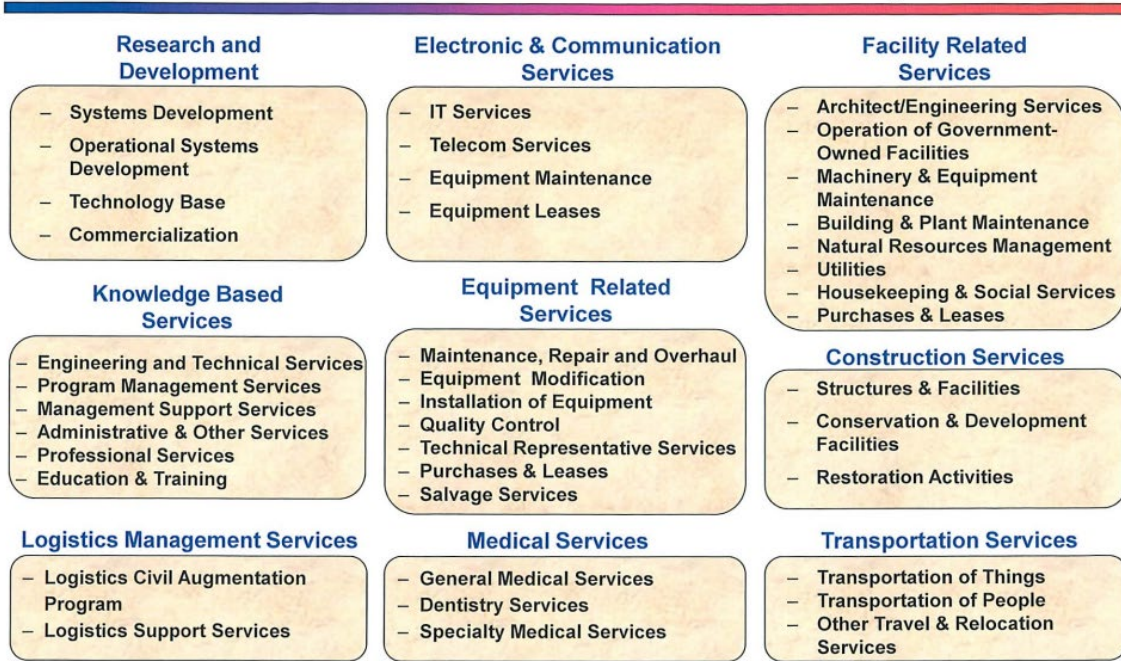 Research and
Development
– Systems Development
– Operational Systems
Development
– Technology Base
– Commercialization
Electronic & Communication
Services
– IT Services
– Telecom Services
– Equipment Maintenance
– Equipment Leases
Facility Related
Services
– Architect/Engineering Services
– Operation of Government-
Owned Facilities
– Machinery & Equipment
Maintenance
– Building & Plant Maintenance
– Natural Resources Management
– Utilities
– Housekeeping & Social Services
– Purchases & Leases
Knowledge Based
Services
– Engineering and Technical Services
– Program Management Services
– Management Support Services
– Administrative & Other Services
– Professional Services
– Education & Training
Equipment Related
Services
– Maintenance, Repair and Overhaul
– Equipment Modification
– Installation of Equipment
– Quality Control
– Technical Representative Services
– Purchases & Leases
– Salvage Services
Construction Services
– Structures & Facilities
– Conservation & Development
Facilities
– Restoration Activities
Logistics Management Services
– Logistics Civil Augmentation
Program
– Logistics Support Services
Medical Services
– General Medical Services
– Dentistry Services
– Specialty Medical Services
Transportation Services
– Transportation of Things
– Transportation of People
– Other Travel & Relocation
Services